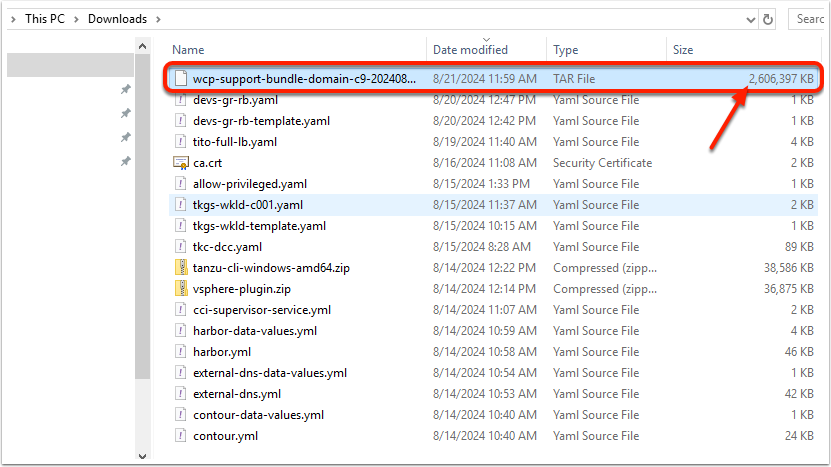 This PC > Downloads >
Searc
Name Date modified Type Size
wcp-support-bundle-domain-c9-202408... 8/21/2024 11:59 AM TAR File 2,606,397 KB
devs-gr-rb.yaml 8/20/2024 12:47 PM Yaml Source File 1 KB
devs-gr-rb-template.yaml 8/20/2024 12:42 PM Yaml Source File 1 KB
tito-full-lb.yaml 8/19/2024 11:40 AM Yaml Source File 4 KB
ca.crt 8/16/2024 11:08 AM Security Certificate 2 KB
allow-privileged.yaml 8/15/2024 1:33 PM Yaml Source File 1 KB
tkgs-wkld-c001.yaml 8/15/2024 11:37 AM Yaml Source File 2 KB
tkgs-wkld-template.yaml 8/15/2024 10:15 AM Yaml Source File 1 KB
tkc-dcc.yaml 8/15/2024 8:28 AM Yaml Source File 89 KB
tanzu-cli-windows-amd64.zip 8/14/2024 12:22 PM Compressed (zipp... 38,586 KB
vsphere-plugin.zip 8/14/2024 12:14 PM Compressed (zipp... 36,875 KB
cci-supervisor-service.yml 8/14/2024 11:07 AM Yaml Source File 2 KB
harbor-data-values.yml 8/14/2024 10:59 AM Yaml Source File 4 KB
harbor.yml 8/14/2024 10:58 AM Yaml Source File 46 KB
external-dns-data-values.yml 8/14/2024 10:54 AM Yaml Source File 1 KB
external-dns.yml 8/14/2024 10:53 AM Yaml Source File 42 KB
contour-data-values.yml 8/14/2024 10:40 AM Yaml Source File 1 KB
contour.yml 8/14/2024 10:40 AM Yaml Source File 24 KB